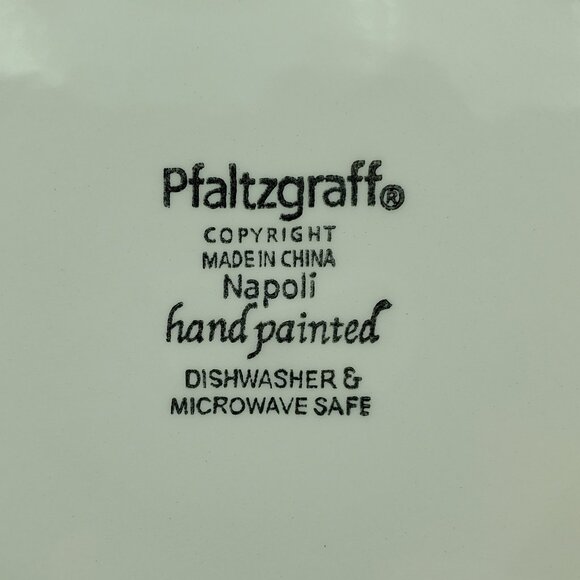 Pfaltzgraff®
COPYRIGHT
MADE IN CHINA
Napoli
hand painted
DISHWASHER &
MICROWAVE SAFE